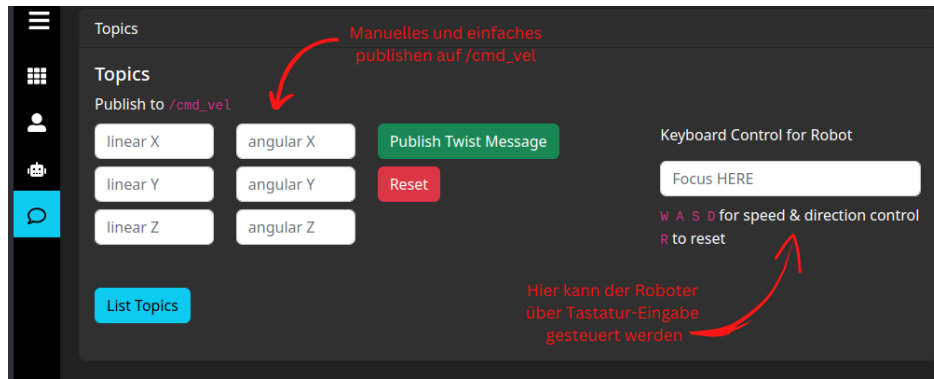 Topics
Manuelles und einfaches
publishen auf /cmd_vel
Topics
Publish to /cmd_vel
linear X
angular X
Publish Twist Message
linear Y
angular Y
Reset
linear Z
angular Z
List Topics
Keyboard Control for Robot
Focus HERE
W A S D for speed & direction control
R to reset
Hier kann der Roboter
über Tastatur-Eingabe
gesteuert werden